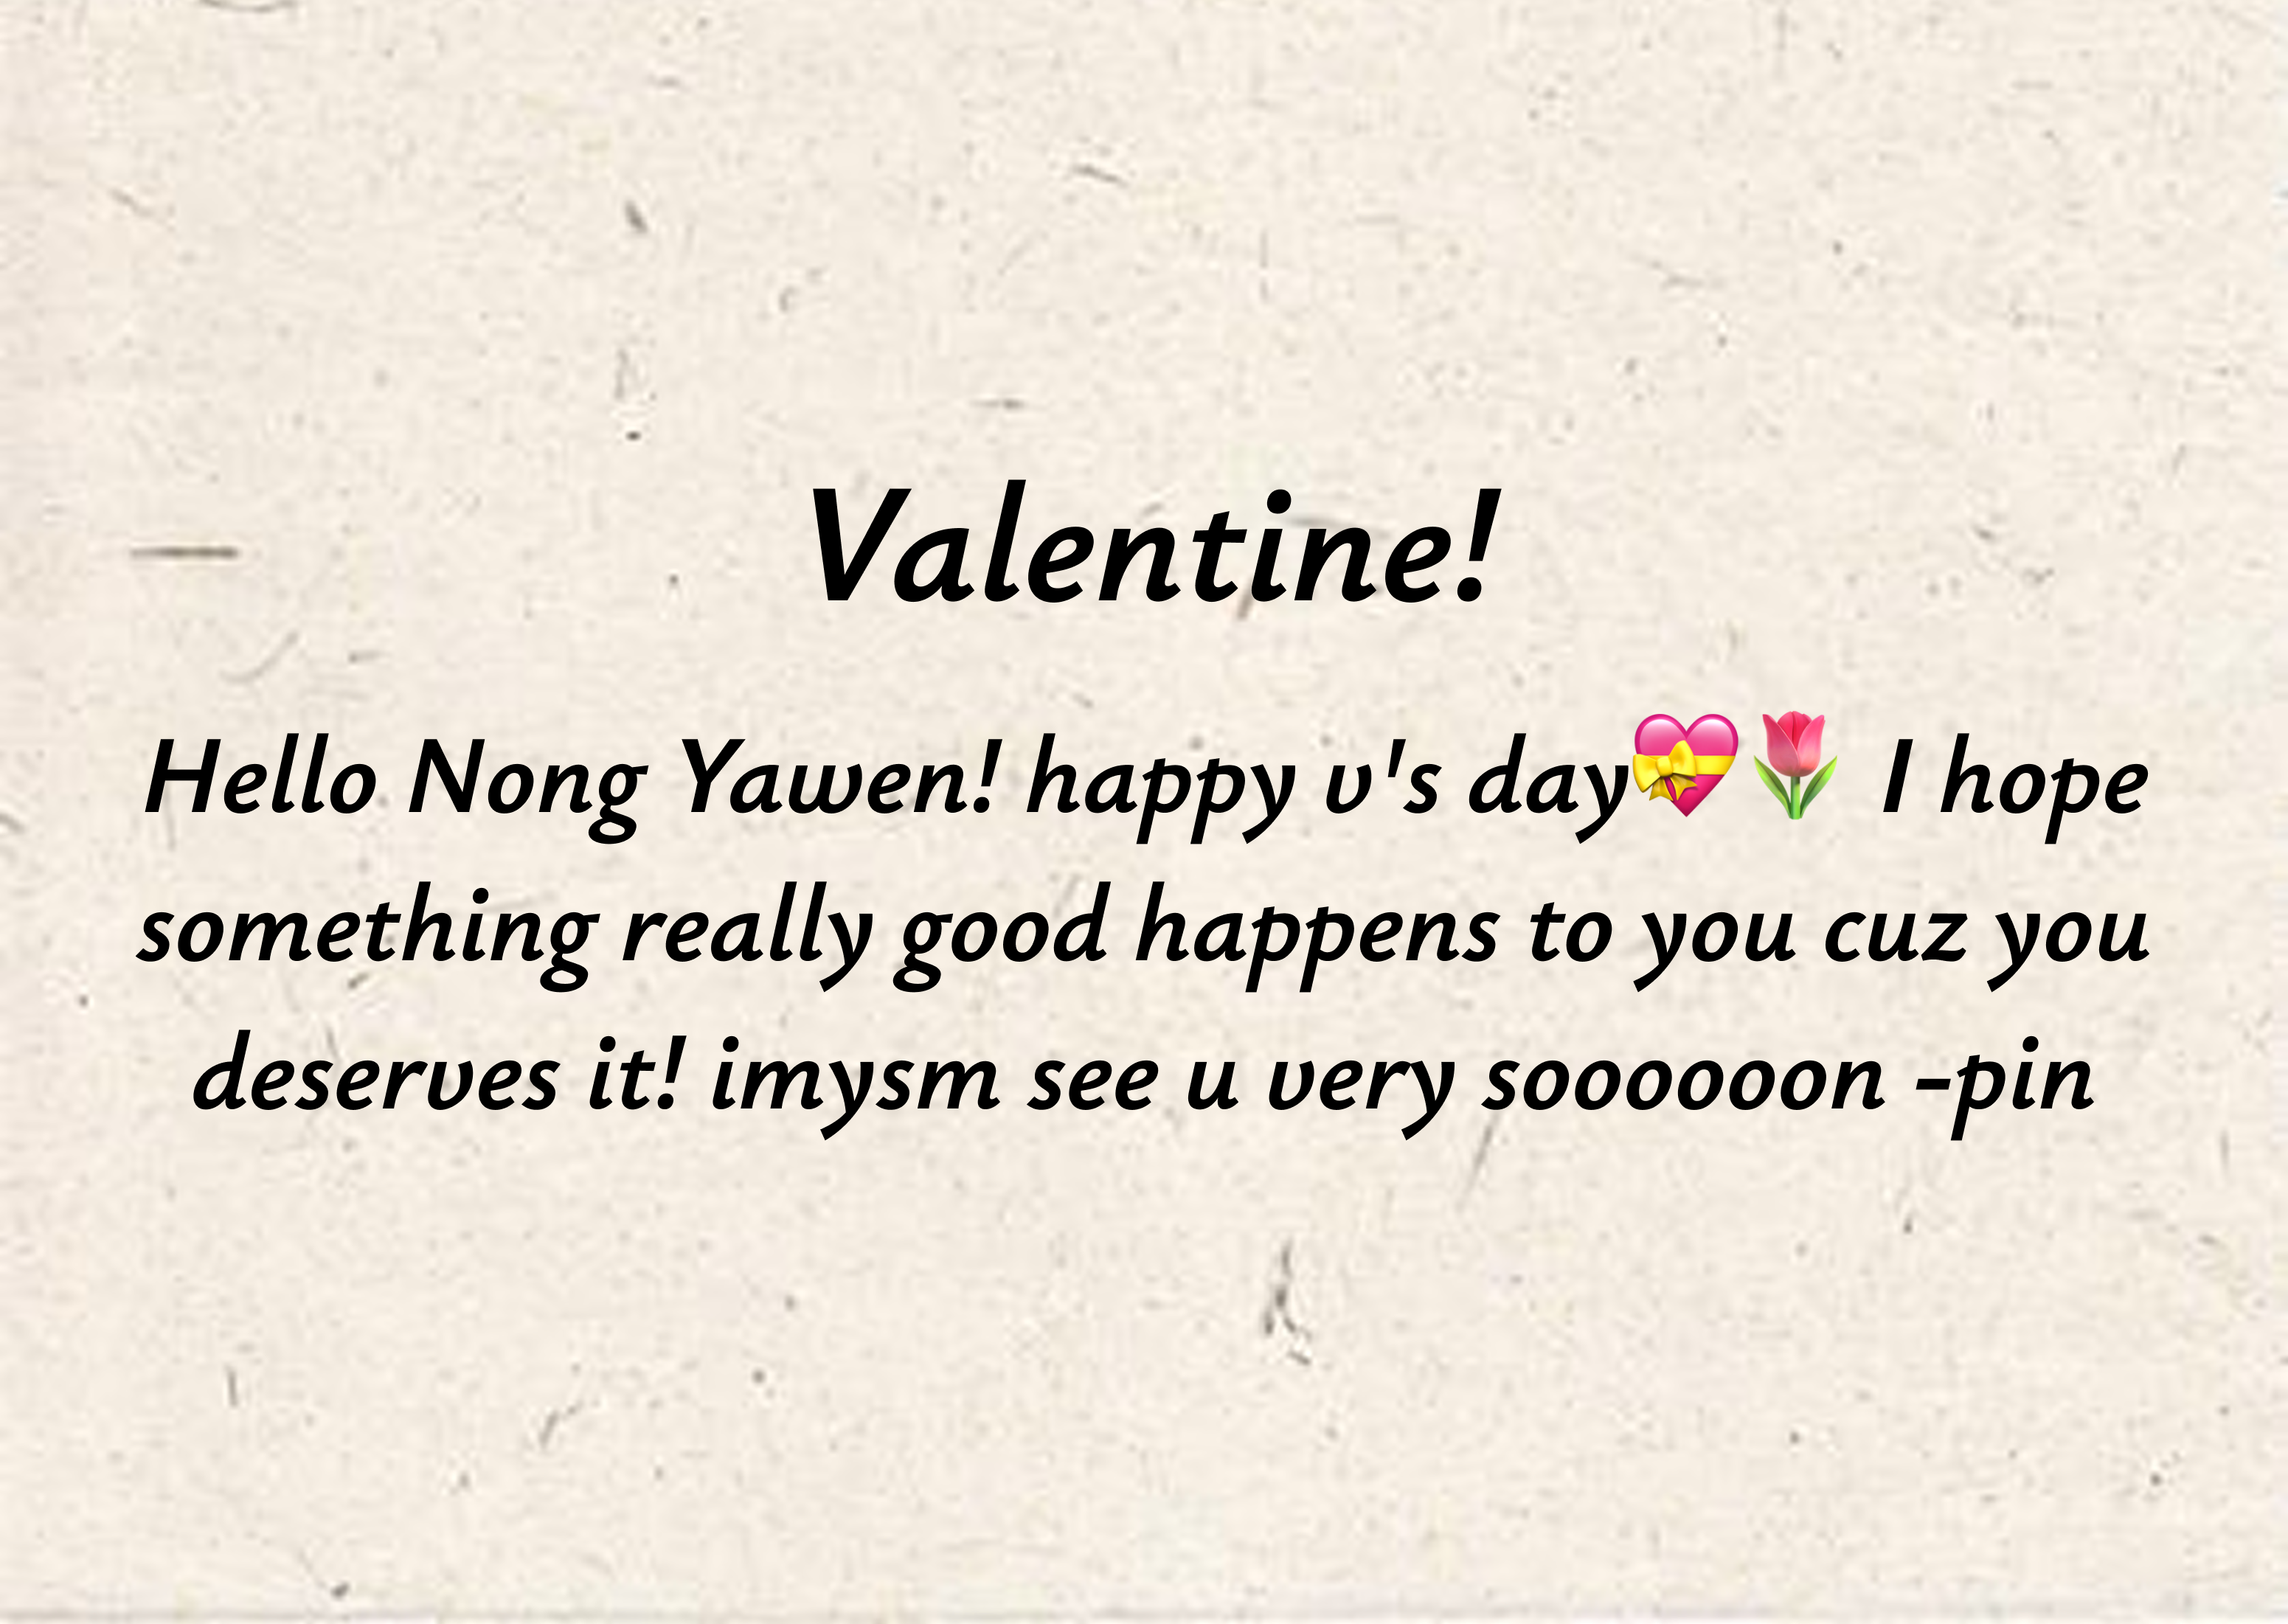 Valentine!
Hello Nong Yawen! happy v's day💝🌷 I hope
something really good happens to you cuz you
deserves it! imysm see u very sooooooon -pin